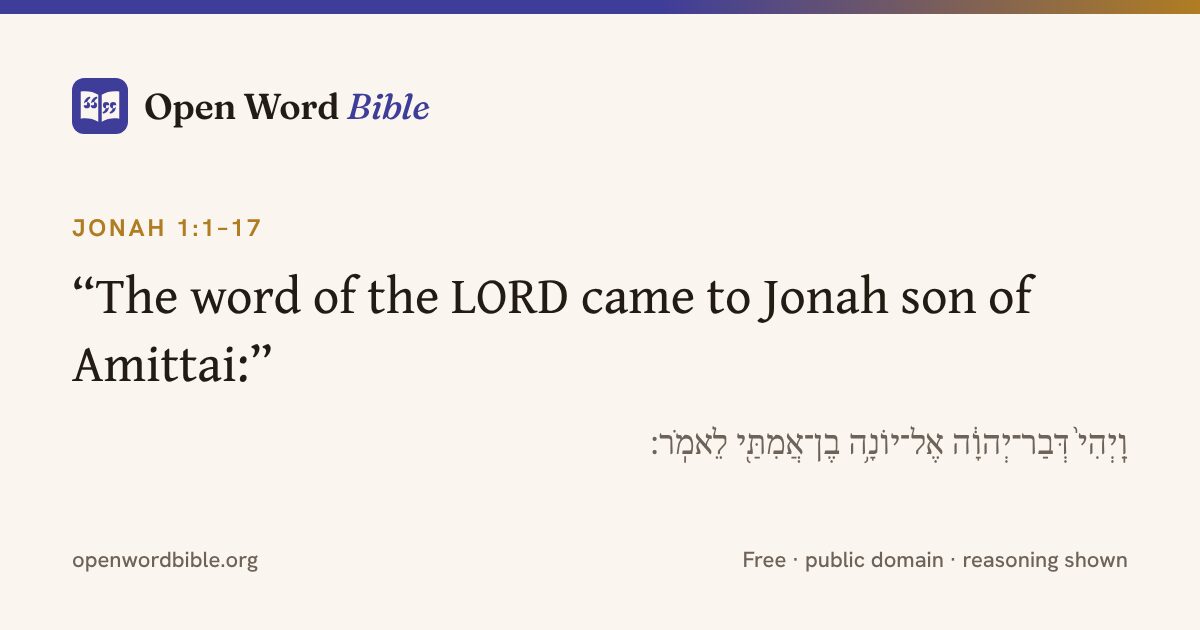 Open Word Bible
JONAH 1:1–17
“The word of the LORD came to Jonah son of
Amittai:”
וַֽיְהִי֙ דְּבַר־יְהוָ֔ה אֶל־יוֹנָ֥ה בֶן־אֲמִתַּ֖י לֵאמֹֽר׃
openwordbible.org
Free · public domain · reasoning shown